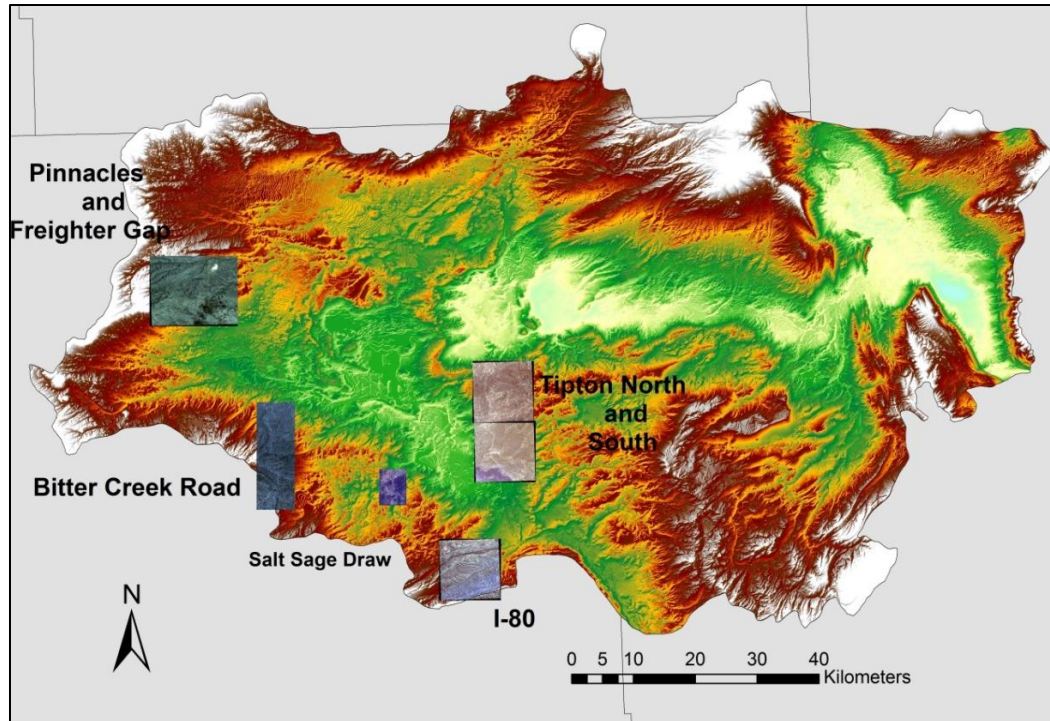 Pinnacles
and
Freighter Gap
Tipton North
and
South
Bitter Creek Road
Salt Sage Draw
I-80
N
0 5 10 20 30 40
Kilometers